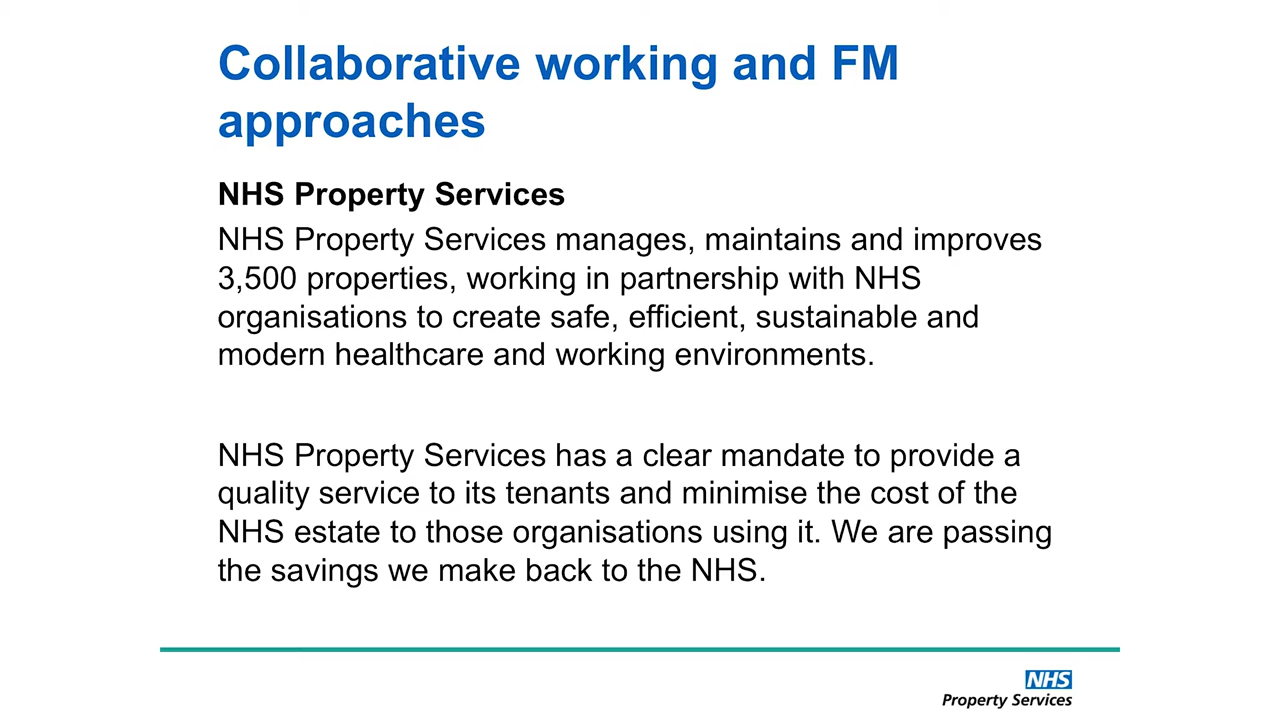 Collaborative working and FM
approaches
NHS Property Services
NHS Property Services manages, maintains and improves
3,500 properties, working in partnership with NHS
organisations to create safe, efficient, sustainable and
modern healthcare and working environments.
NHS Property Services has a clear mandate to provide a
quality service to its tenants and minimise the cost of the
NHS estate to those organisations using it. We are passing
the savings we make back to the NHS.
NHS
Property Services